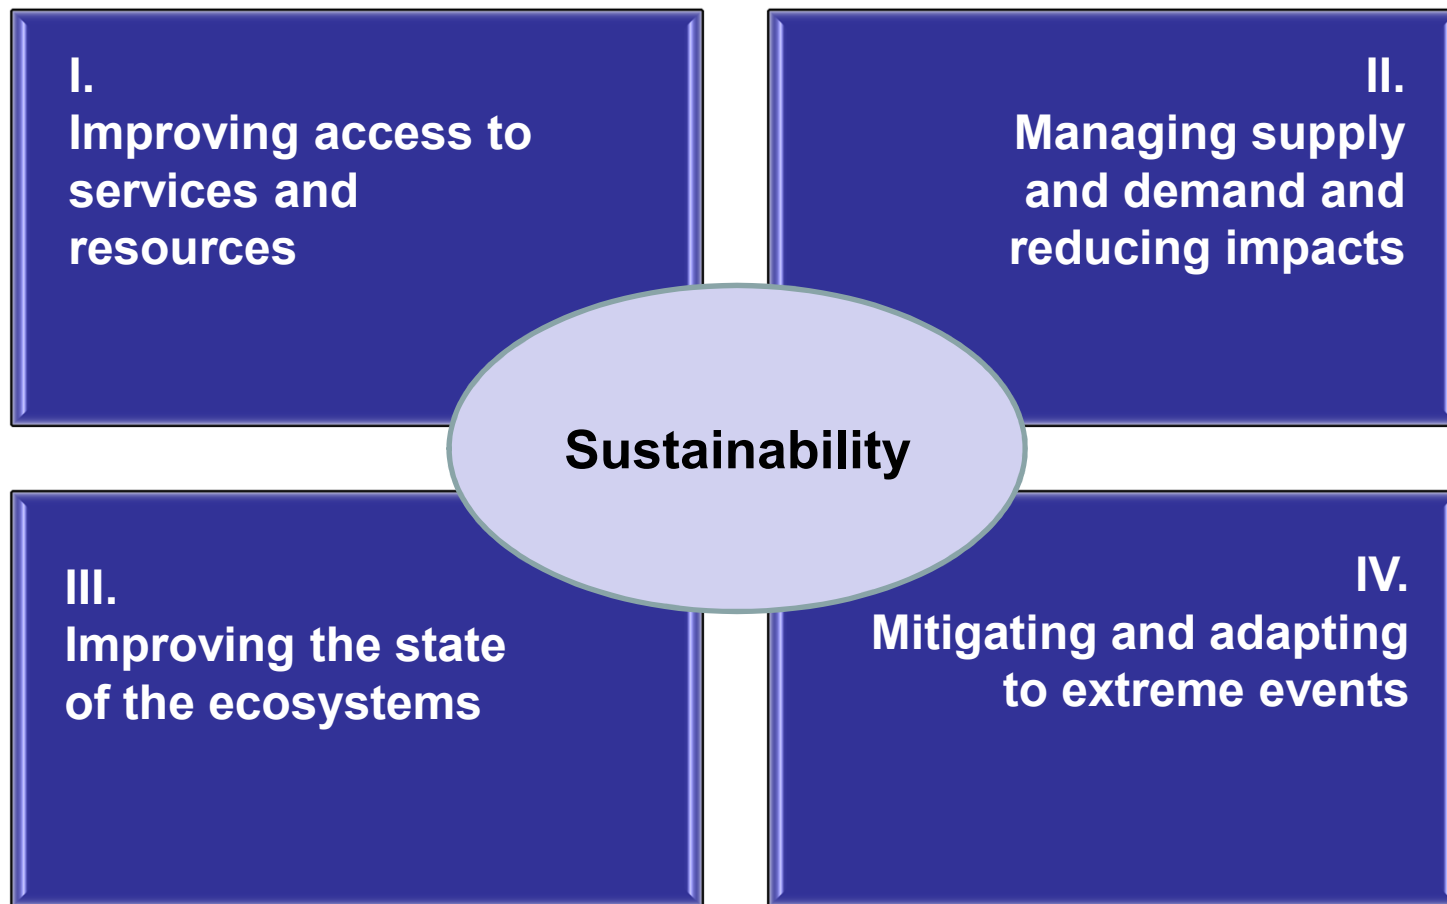 I.
Improving access to
services and
resources
II.
Managing supply
and demand and
reducing impacts
Sustainability
III.
Improving the state
of the ecosystems
IV.
Mitigating and adapting
to extreme events